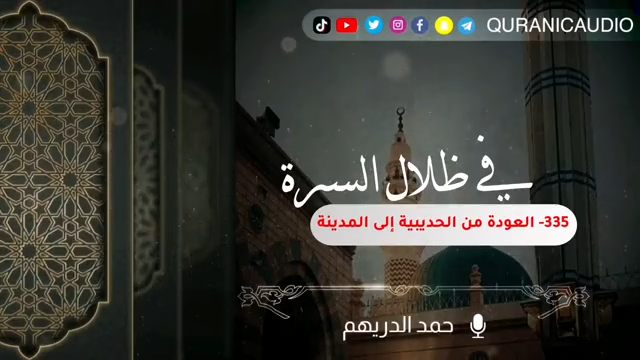 QURANICAUDIO
في ظلال السيرة
335- العودة من الحديبية إلى المدينة
حمد الدريهم